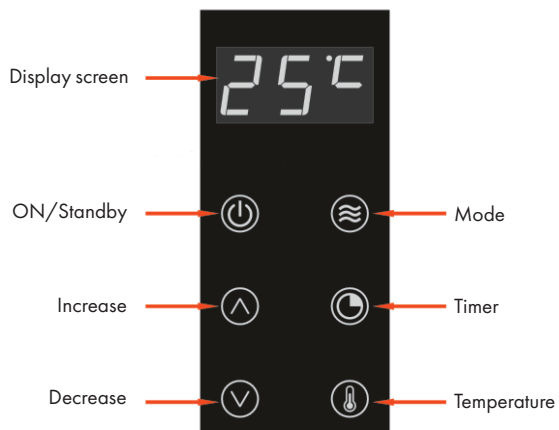 25°C
Display screen
ON/Standby
Mode
Increase
Timer
Decrease
Temperature